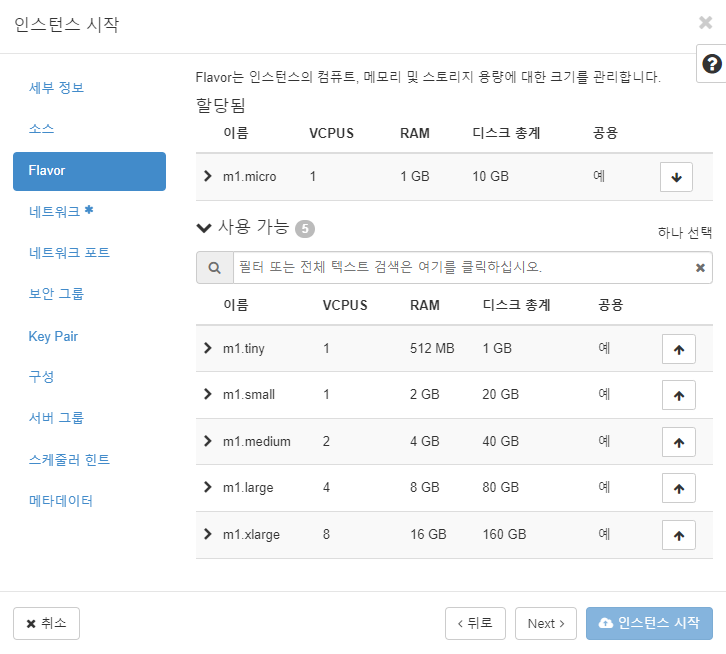 인스턴스 시작
세부 정보
소스
Flavor
네트워크 *
네트워크 포트
보안 그룹
Key Pair
구성
서버 그룹
스케줄러 힌트
메타데이터
Flavor는 인스턴스의 컴퓨트, 메모리 및 스토리지 용량에 대한 크기를 관리합니다.
할당됨
이름 VCPUS RAM 디스크 총계 공용
m1.micro 1 1 GB 10 GB 예
사용 가능 5
하나 선택
필터 또는 전체 텍스트 검색은 여기를 클릭하십시오.
이름 VCPUS RAM 디스크 총계 공용
m1.tiny 1 512 MB 1 GB 예
m1.small 1 2 GB 20 GB 예
m1.medium 2 4 GB 40 GB 예
m1.large 4 8 GB 80 GB 예
m1.xlarge 8 16 GB 160 GB 예
× 취소 < 뒤로 Next > 인스턴스 시작